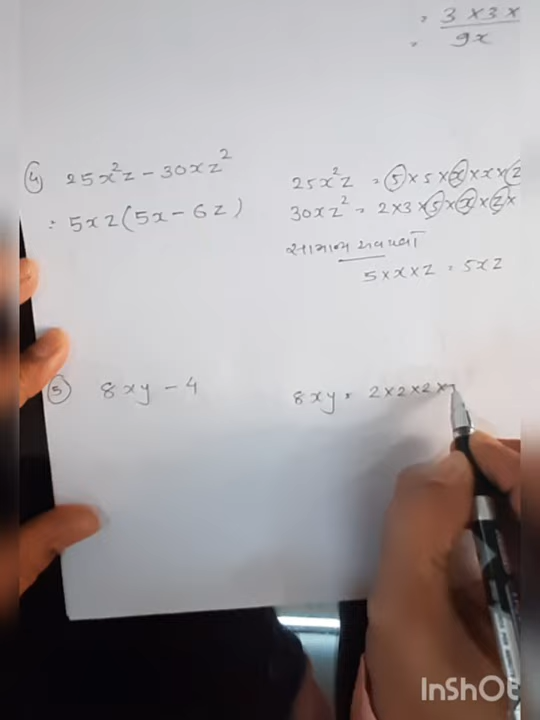 = 3 × 3 ×
= 9x
④ 25x²z − 30xz²
= 5xz(5x − 6z)
25x²z = 5 × 5 × x × x × z
30xz² = 2 × 3 × 5 × x × z ×
સામાન્ય અવયવો
5 × x × z = 5xz
⑤ 8xy − 4
8xy = 2 × 2 × 2 ×
InShOt